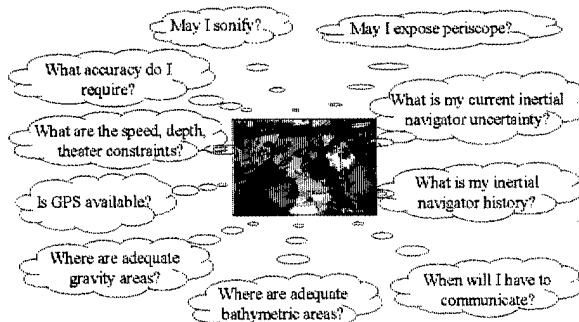 May I sonify?
May I expose periscope?
What accuracy do I
require?
What is my current inertial
navigator uncertainty?
What are the speed, depth,
theater constraints?
What is my inertial
navigator history?
Is GPS available?
Where are adequate
gravity areas?
When will I have to
communicate?
Where are adequate
bathymetric areas?